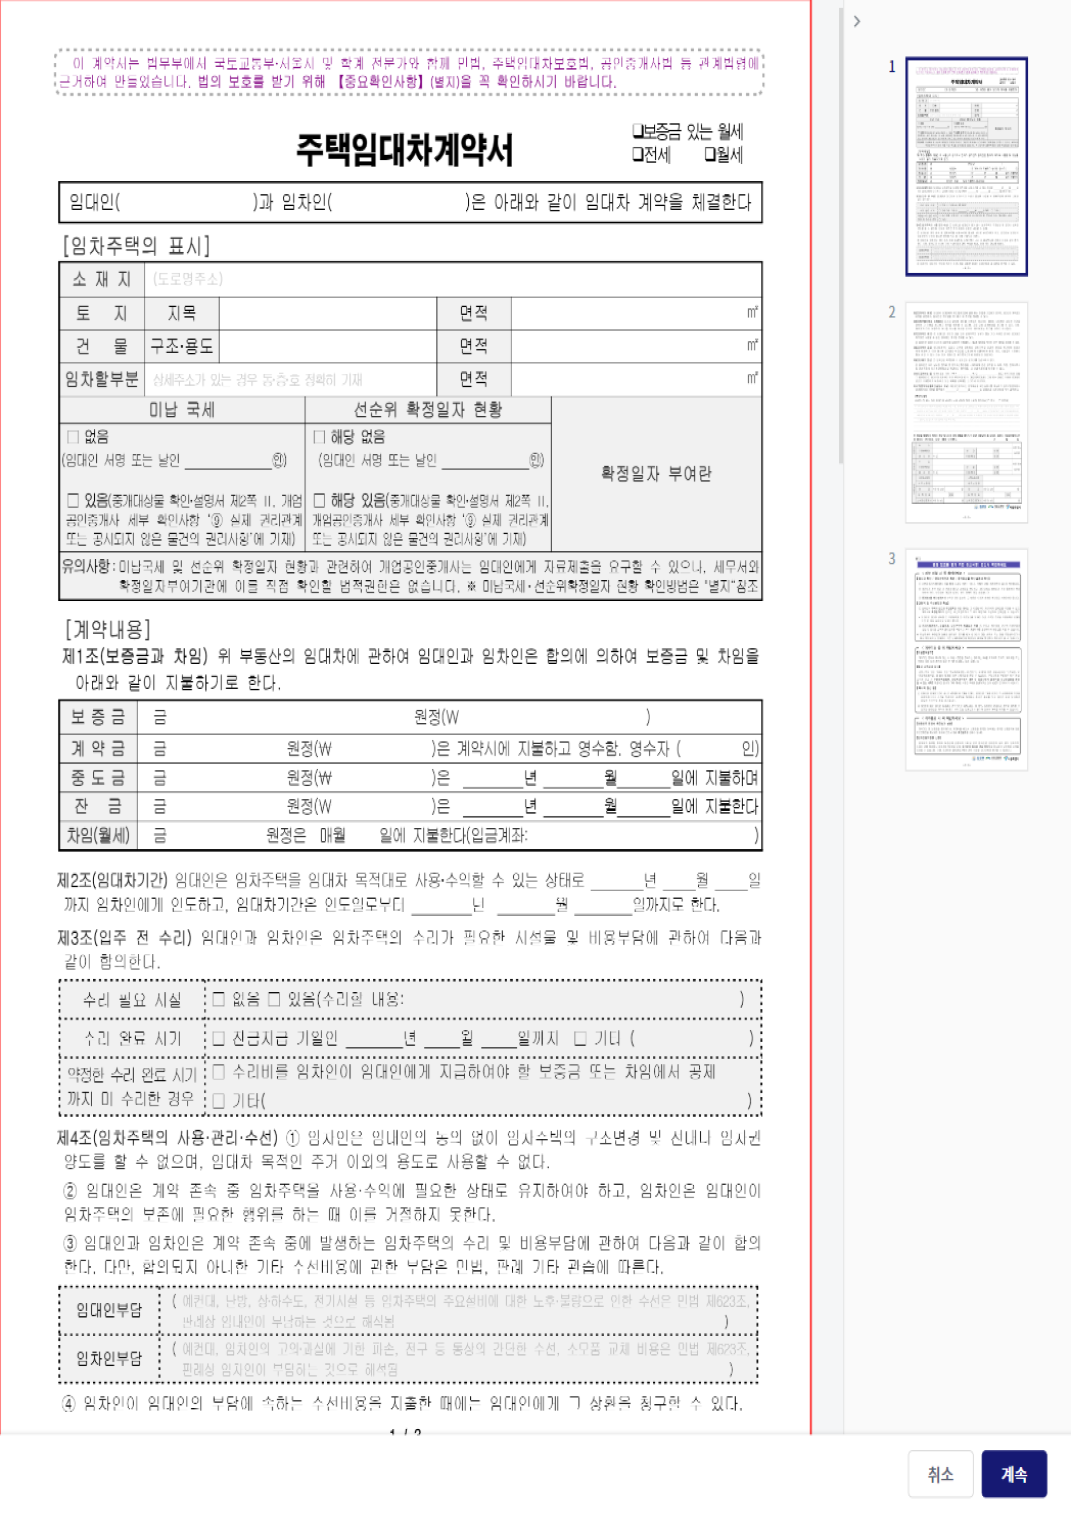 이 계약서는 법무부에서 국토교통부·서울시 및 학계 전문가와 함께 민법, 주택임대차보호법, 공인중개사법 등 관계법령에
근거하여 만들었습니다. 법의 보호를 받기 위해 【중요확인사항】(별지)을 꼭 확인하시기 바랍니다.
❏보증금 있는 월세
주택임대차계약서
❏전세 ❏월세
임대인( )과 임차인( )은 아래와 같이 임대차 계약을 체결한다
[임차주택의 표시]
소 재 지 (도로명주소)
토 지 지목 면적 ㎡
건 물 구조·용도 면적 ㎡
임차할부분 상세주소가 있는 경우 동·층·호 정확히 기재 면적 ㎡
미납 국세 선순위 확정일자 현황
□ 없음 □ 해당 없음
(임대인 서명 또는 날인 ________㊞) (임대인 서명 또는 날인 ________㊞)
확정일자 부여란
□ 있음(중개대상물 확인·설명서 제2쪽 Ⅱ. 개업 □ 해당 있음(중개대상물 확인·설명서 제2쪽 Ⅱ.
공인중개사 세부 확인사항 '⑨ 실제 권리관계 개업공인중개사 세부 확인사항 '⑨ 실제 권리관계
또는 공시되지 않은 물건의 권리사항'에 기재) 또는 공시되지 않은 물건의 권리사항'에 기재)
유의사항: 미납국세 및 선순위 확정일자 현황과 관련하여 개업공인중개사는 임대인에게 자료제출을 요구할 수 있으나, 세무서와
확정일자부여기관에 이를 직접 확인할 법적권한은 없습니다. ※ 미납국세·선순위확정일자 현황 확인방법은 "별지"참조
[계약내용]
제1조(보증금과 차임) 위 부동산의 임대차에 관하여 임대인과 임차인은 합의에 의하여 보증금 및 차임을
아래와 같이 지불하기로 한다.
보 증 금 금 원정(₩ )
계 약 금 금 원정(₩ )은 계약시에 지불하고 영수함. 영수자 ( 인)
중 도 금 금 원정(₩ )은 ______년 ______월______일에 지불하며
잔 금 금 원정(₩ )은 ______년 ______월______일에 지불한다
차임(월세) 금 원정은 매월 일에 지불한다(입금계좌: )
제2조(임대차기간) 임대인은 임차주택을 임대차 목적대로 사용·수익할 수 있는 상태로 ______년 ____월 ____일
까지 임차인에게 인도하고, 임대차기간은 인도일로부터 ______년 ______월 ______일까지로 한다.
제3조(입주 전 수리) 임대인과 임차인은 임차주택의 수리가 필요한 시설물 및 비용부담에 관하여 다음과
같이 합의한다.
수리 필요 시설 □ 없음 □ 있음(수리할 내용: )
수리 완료 시기 □ 잔금지급 기일인 ______년 ____월 ____일까지 □ 기타 ( )
약정한 수리 완료 시기 □ 수리비를 임차인이 임대인에게 지급하여야 할 보증금 또는 차임에서 공제
까지 미 수리한 경우 □ 기타( )
제4조(임차주택의 사용·관리·수선) ① 임차인은 임대인의 동의 없이 임차주택의 구조변경 및 전대나 임차권
양도를 할 수 없으며, 임대차 목적인 주거 이외의 용도로 사용할 수 없다.
② 임대인은 계약 존속 중 임차주택을 사용·수익에 필요한 상태로 유지하여야 하고, 임차인은 임대인이
임차주택의 보존에 필요한 행위를 하는 때 이를 거절하지 못한다.
③ 임대인과 임차인은 계약 존속 중에 발생하는 임차주택의 수리 및 비용부담에 관하여 다음과 같이 합의
한다. 다만, 합의되지 아니한 기타 수선비용에 관한 부담은 민법, 판례 기타 관습에 따른다.
임대인부담 ( 예컨대, 난방, 상·하수도, 전기시설 등 임차주택의 주요설비에 대한 노후·불량으로 인한 수선은 민법 제623조,
판례상 임대인이 부담하는 것으로 해석됨 )
임차인부담 ( 예컨대, 임차인의 고의·과실에 기한 파손, 전구 등 통상의 간단한 수선, 소모품 교체 비용은 민법 제623조,
판례상 임차인이 부담하는 것으로 해석됨 )
④ 임차인이 임대인의 부담에 속하는 수선비용을 지출한 때에는 임대인에게 그 상환을 청구할 수 있다.
1
2
3
취소 계속